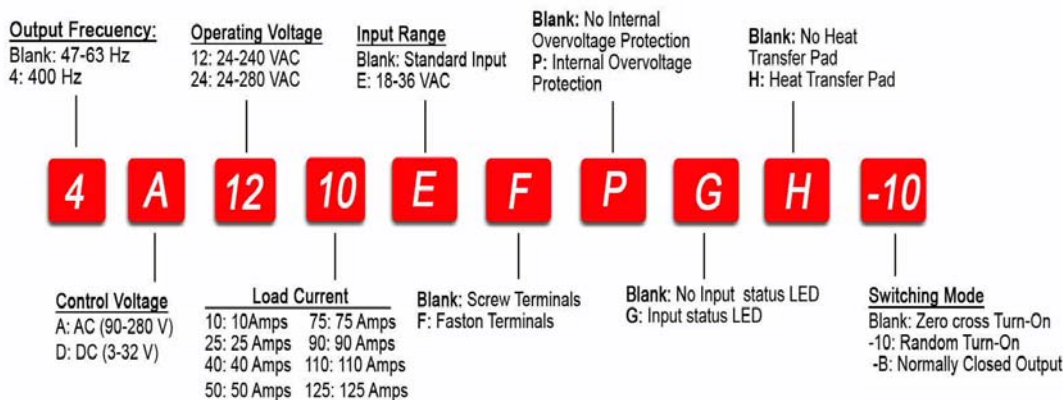 Output Frecuency:
Blank: 47-63 Hz
4: 400 Hz
Operating Voltage
12: 24-240 VAC
24: 24-280 VAC
Input Range
Blank: Standard Input
E: 18-36 VAC
Blank: No Internal
Overvoltage Protection
P: Internal Overvoltage
Protection
Blank: No Heat
Transfer Pad
H: Heat Transfer Pad
4 A 12 10 E F P G H -10
Control Voltage
A: AC (90-280 V)
D: DC (3-32 V)
Load Current
10: 10Amps 75: 75 Amps
25: 25 Amps 90: 90 Amps
40: 40 Amps 110: 110 Amps
50: 50 Amps 125: 125 Amps
Blank: Screw Terminals
F: Faston Terminals
Blank: No Input status LED
G: Input status LED
Switching Mode
Blank: Zero cross Turn-On
-10: Random Turn-On
-B: Normally Closed Output